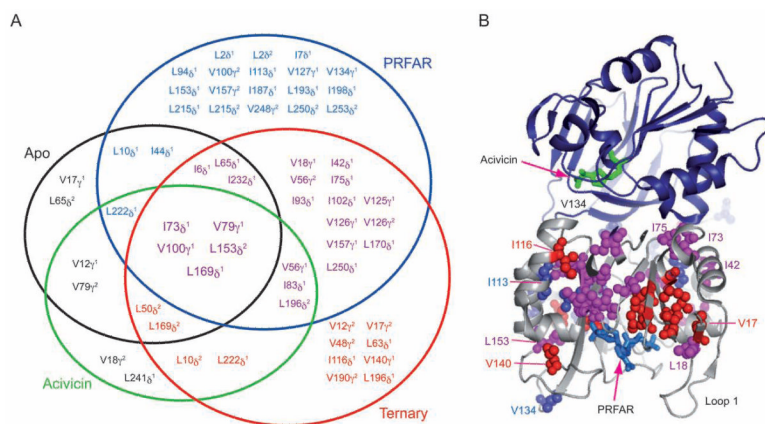 A
B
L2δ¹ L2δ² I7δ¹
L94δ¹ V100γ² I113δ¹ V127γ¹ V134γ¹
PRFAR
L153δ¹ V157γ² I187δ¹ L193δ¹ I198δ¹
L215δ¹ L215δ² V248γ² L250δ² L253δ²
Apo
L10δ¹ I44δ¹
I6δ¹ L65δ¹
I232δ¹
V18γ¹ I42δ¹
V56γ² I75δ¹
V17γ¹
L65δ²
L222δ¹
I93δ¹ I102δ¹ V125γ¹
V126γ¹ V126γ²
V157γ¹ L170δ¹
L250δ¹
I73δ¹ V79γ¹
V100γ¹ L153δ²
L169δ¹
V12γ¹
V79γ²
V56γ¹
I83δ¹
L196δ²
L50δ²
L169δ²
V12γ² V17γ²
V48γ² L63δ¹
I116δ¹ V140γ¹
V190γ² L196δ¹
V18γ²
L241δ¹
L10δ² L222δ¹
Acivicin
Ternary
Acivicin
V134
I116
I75
I73
I42
I113
L153
V17
V140
L18
V134
PRFAR
Loop 1